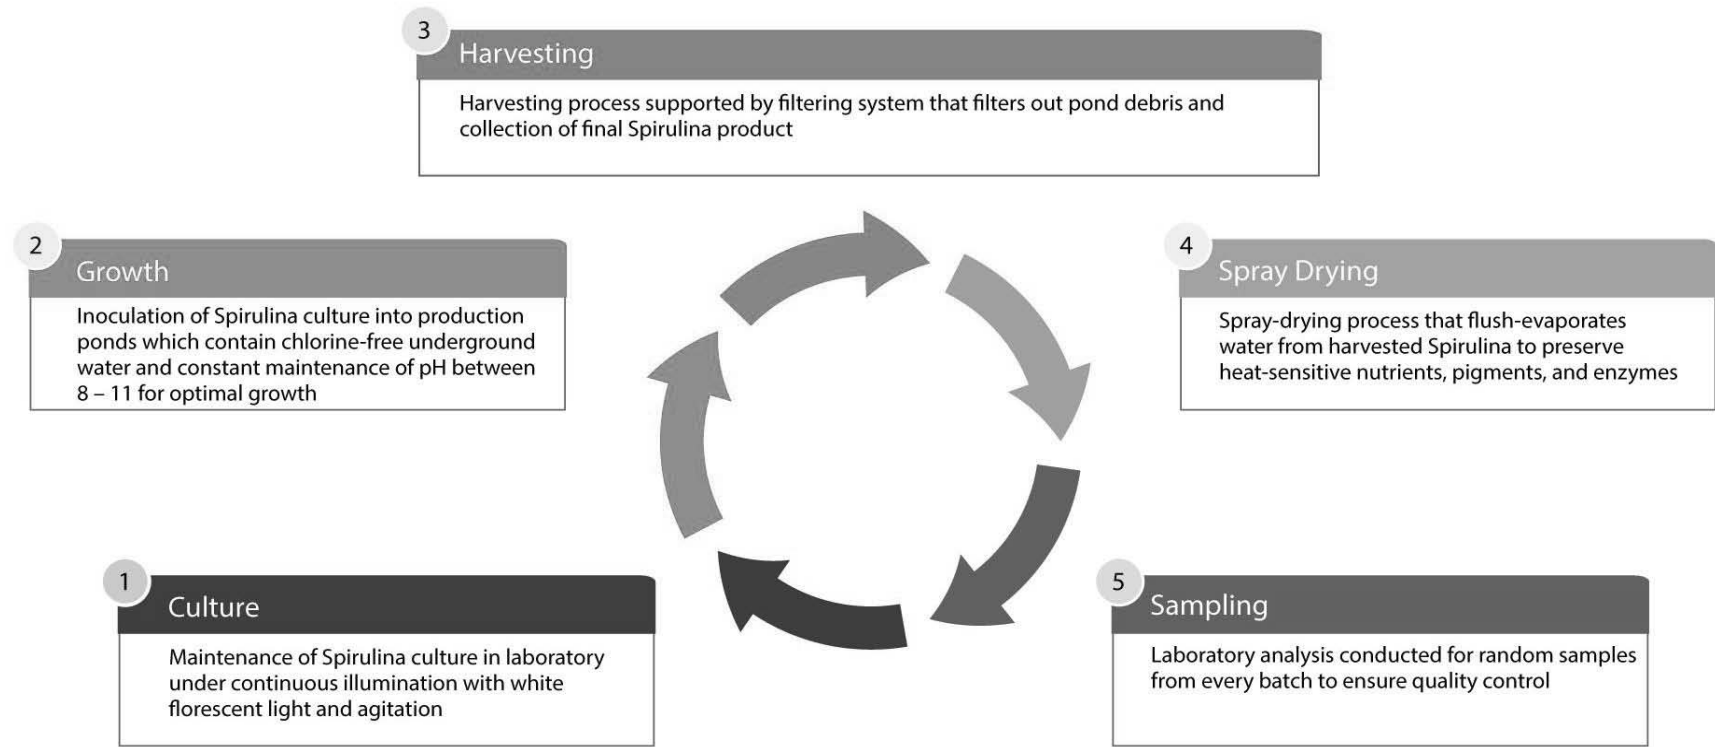 1
Culture
Maintenance of Spirulina culture in laboratory
under continuous illumination with white
florescent light and agitation
2
Growth
Inoculation of Spirulina culture into production
ponds which contain chlorine-free underground
water and constant maintenance of pH between
8 – 11 for optimal growth
3
Harvesting
Harvesting process supported by filtering system that filters out pond debris and
collection of final Spirulina product
4
Spray Drying
Spray-drying process that flush-evaporates
water from harvested Spirulina to preserve
heat-sensitive nutrients, pigments, and enzymes
5
Sampling
Laboratory analysis conducted for random samples
from every batch to ensure quality control